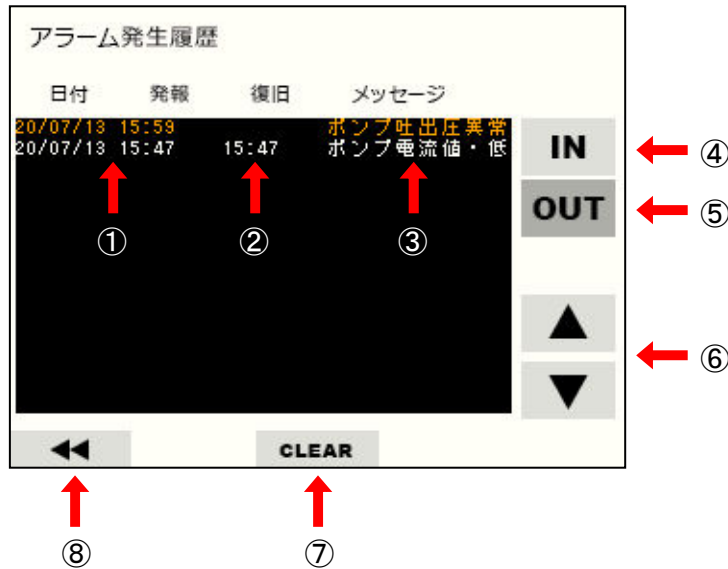 アラーム発生履歴
日付 発報 復旧 メッセージ
20/07/13 15:59 ポンプ吐出圧異常
20/07/13 15:47 15:47 ポンプ電流値・低
IN ④
OUT ⑤
① ② ③
▲
⑥
▼
◀◀ CLEAR
⑧ ⑦